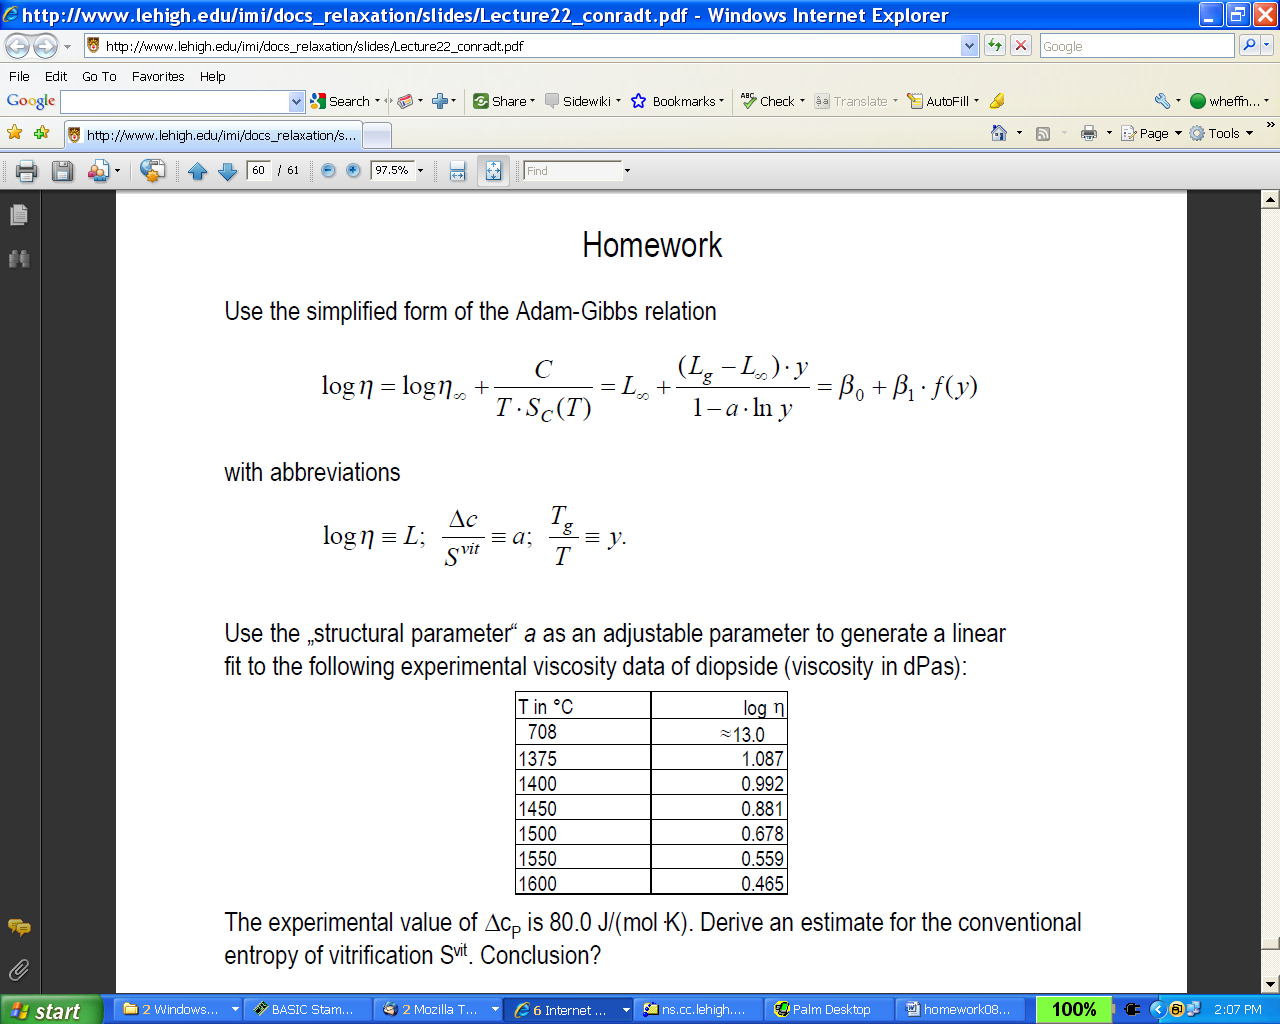 http://www.lehigh.edu/imi/docs_relaxation/slides/Lecture22_conradt.pdf - Windows Internet Explorer
http://www.lehigh.edu/imi/docs_relaxation/slides/Lecture22_conradt.pdf
Google
File Edit Go To Favorites Help
Google Search Share Sidewiki Bookmarks ABC Check Translate AutoFill wheffn...
http://www.lehigh.edu/imi/docs_relaxation/s... Page Tools »
60 / 61 97.5% Find
Homework
Use the simplified form of the Adam-Gibbs relation
log η = log η∞ + C / (T · S_C(T)) = L∞ + (L_g − L∞) · y / (1 − a · ln y) = β₀ + β₁ · f(y)
with abbreviations
log η ≡ L; Δc / S^vit ≡ a; T_g / T ≡ y.
Use the „structural parameter“ a as an adjustable parameter to generate a linear
fit to the following experimental viscosity data of diopside (viscosity in dPas):
T in °C log η
708 ≈13.0
1375 1.087
1400 0.992
1450 0.881
1500 0.678
1550 0.559
1600 0.465
The experimental value of Δc_P is 80.0 J/(mol·K). Derive an estimate for the conventional
entropy of vitrification S^vit. Conclusion?
start 2 Windows... BASIC Stam... 2 Mozilla T... 6 Internet ... ns.cc.lehigh.... Palm Desktop homework08... 100% 2:07 PM